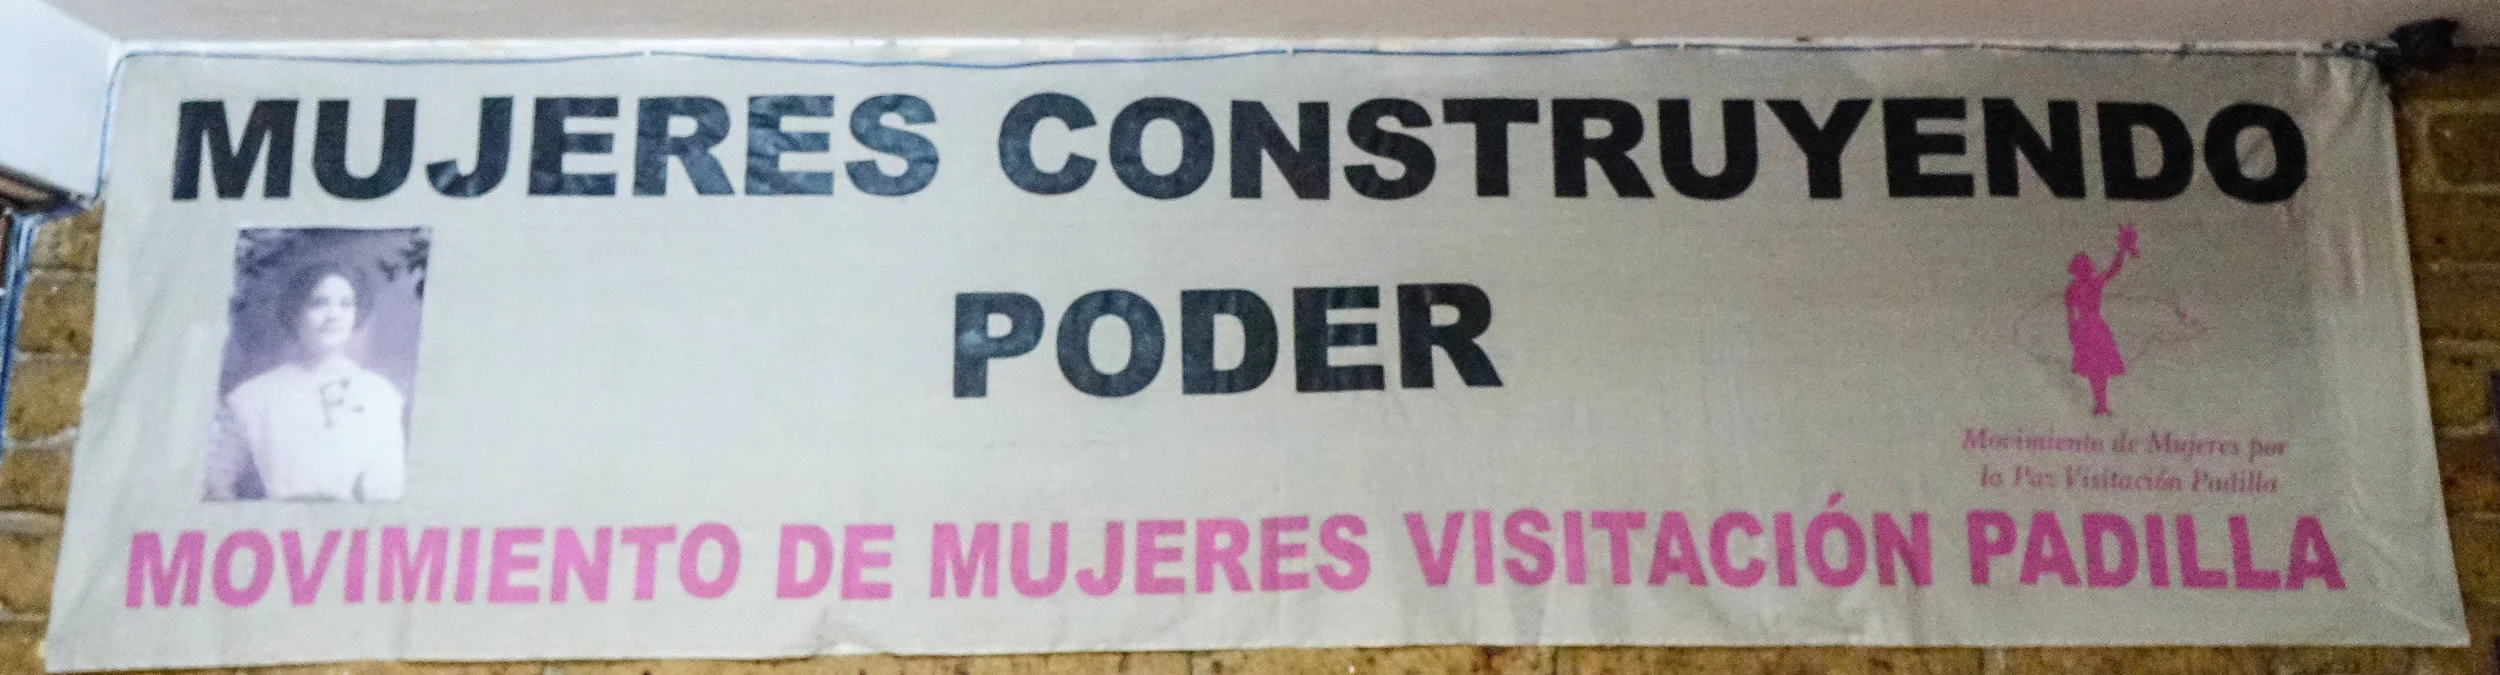 MUJERES CONSTRUYENDO
PODER
Movimiento de Mujeres por
la Paz Visitación Padilla
MOVIMIENTO DE MUJERES VISITACIÓN PADILLA